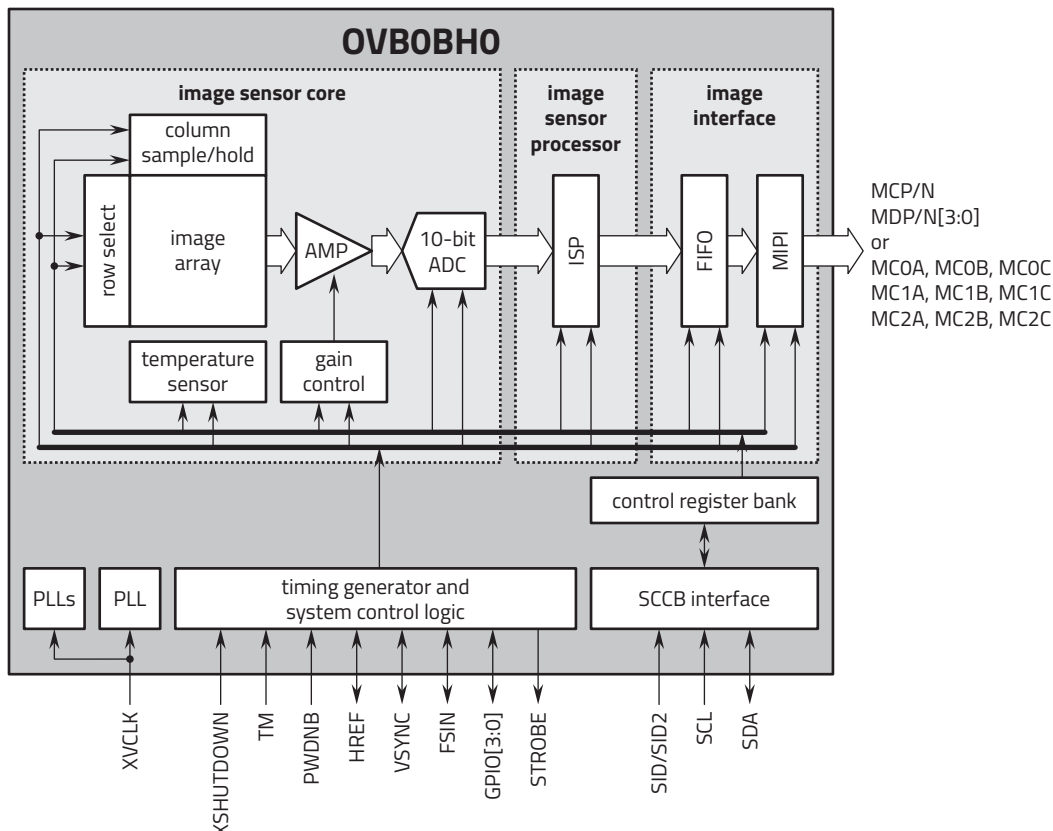 OVB0BH0
image sensor core
image
sensor
processor
image
interface
column
sample/hold
row select
image
array
AMP
10-bit
ADC
ISP
FIFO
MIPI
MCP/N
MDP/N[3:0]
or
MC0A, MC0B, MC0C
MC1A, MC1B, MC1C
MC2A, MC2B, MC2C
temperature
sensor
gain
control
control register bank
PLLs
PLL
timing generator and
system control logic
SCCB interface
XVCLK
XSHUTDOWN
TM
PWDNB
HREF
VSYNC
FSIN
GPIO[3:0]
STROBE
SID/SID2
SCL
SDA